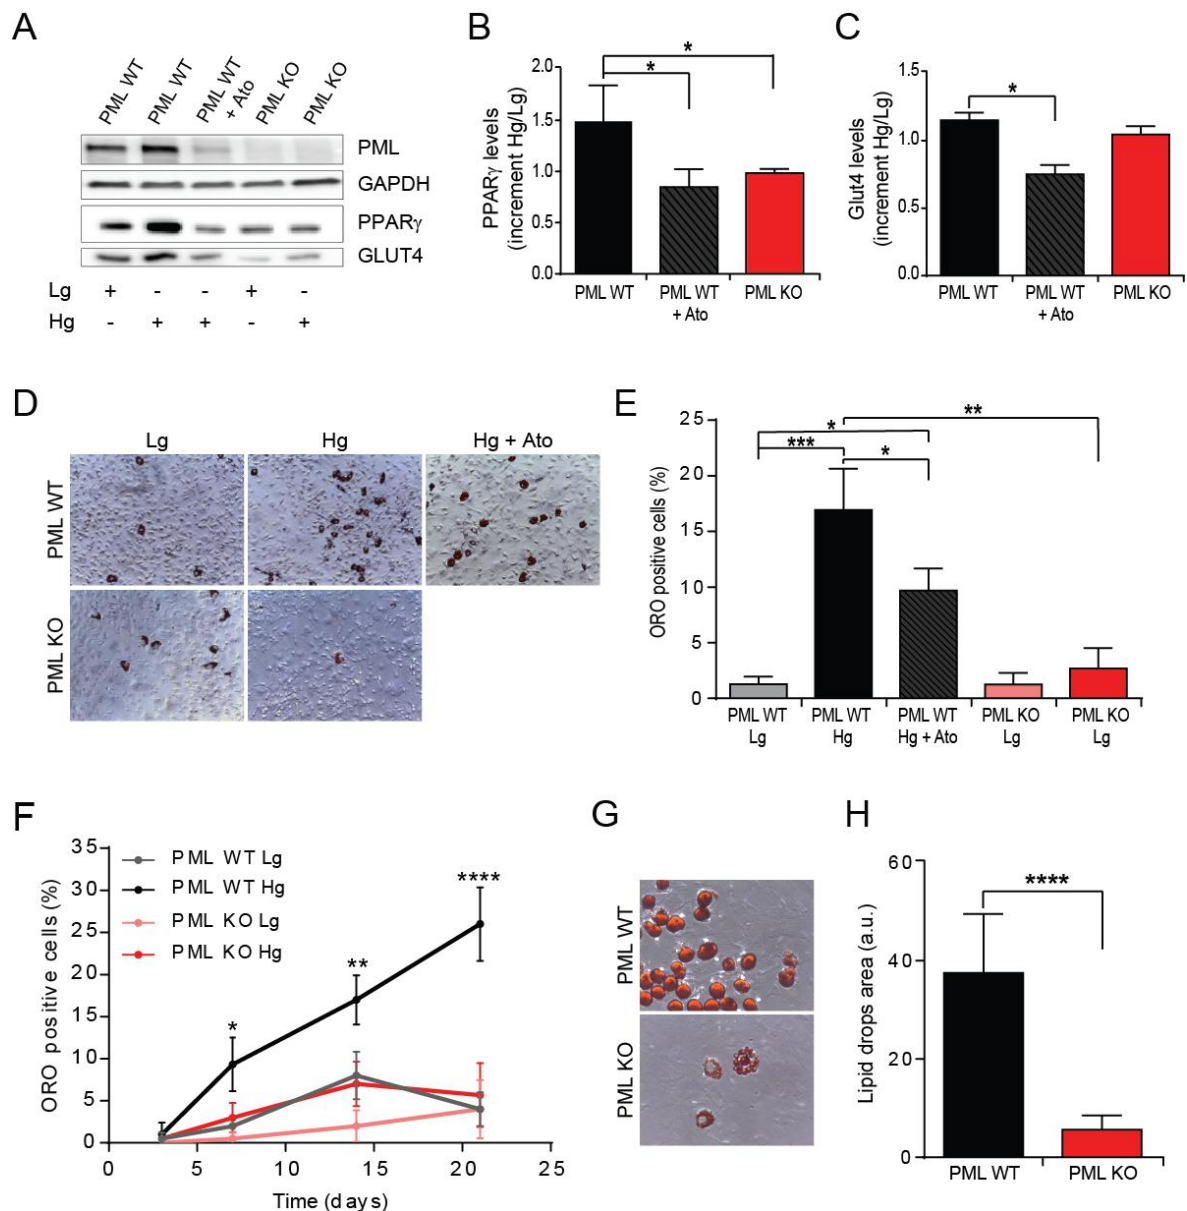 A
PML WT
PML WT
PML WT
+ Ato
PML KO
PML KO
PML
GAPDH
PPARγ
GLUT4
Lg + - - + -
Hg - + + - +
B
PPARγ levels
(increment Hg/Lg)
2.0
1.5
1.0
0.5
0.0
*
*
PML WT
PML WT
+ Ato
PML KO
C
Glut4 levels
(increment Hg/Lg)
1.5
1.0
0.5
0.0
*
PML WT
PML WT
+ Ato
PML KO
D
Lg Hg Hg + Ato
PML WT
PML KO
E
ORO positive cells (%)
25
20
15
10
5
0
**
*
***
*
PML WT
Lg
PML WT
Hg
PML WT
Hg + Ato
PML KO
Lg
PML KO
Lg
F
ORO positive cells (%)
35
30
25
20
15
10
5
0
PML WT Lg
PML WT Hg
PML KO Lg
PML KO Hg
*
**
****
0 5 10 15 20 25
Time (days)
G
PML WT
PML KO
H
Lipid drops area (a.u.)
60
40
20
0
****
PML WT PML KO